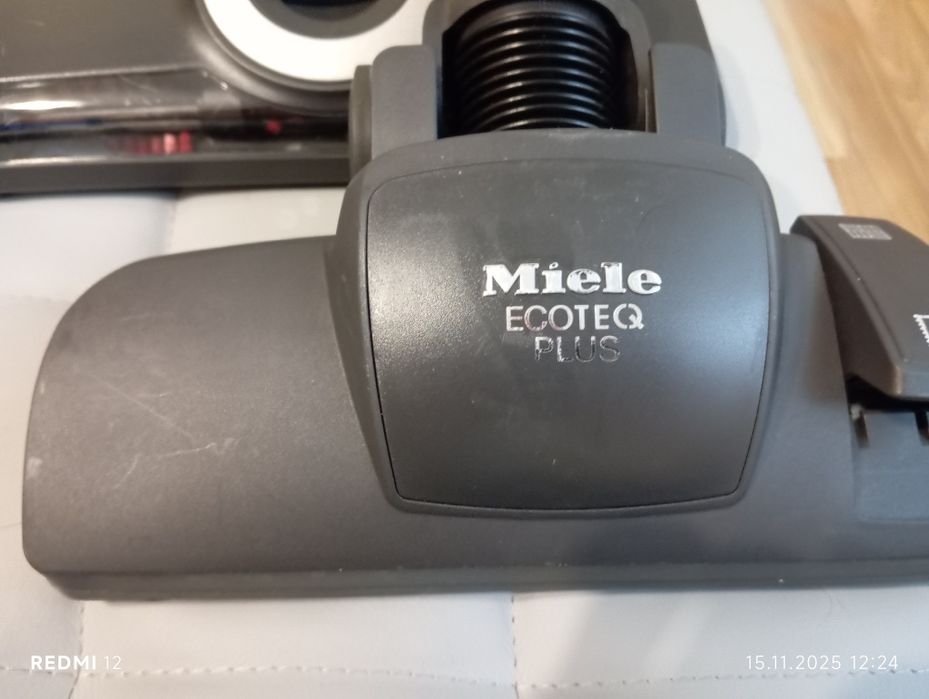 Miele
ECOTEQ
PLUS
REDMI 12
15.11.2025 12:24